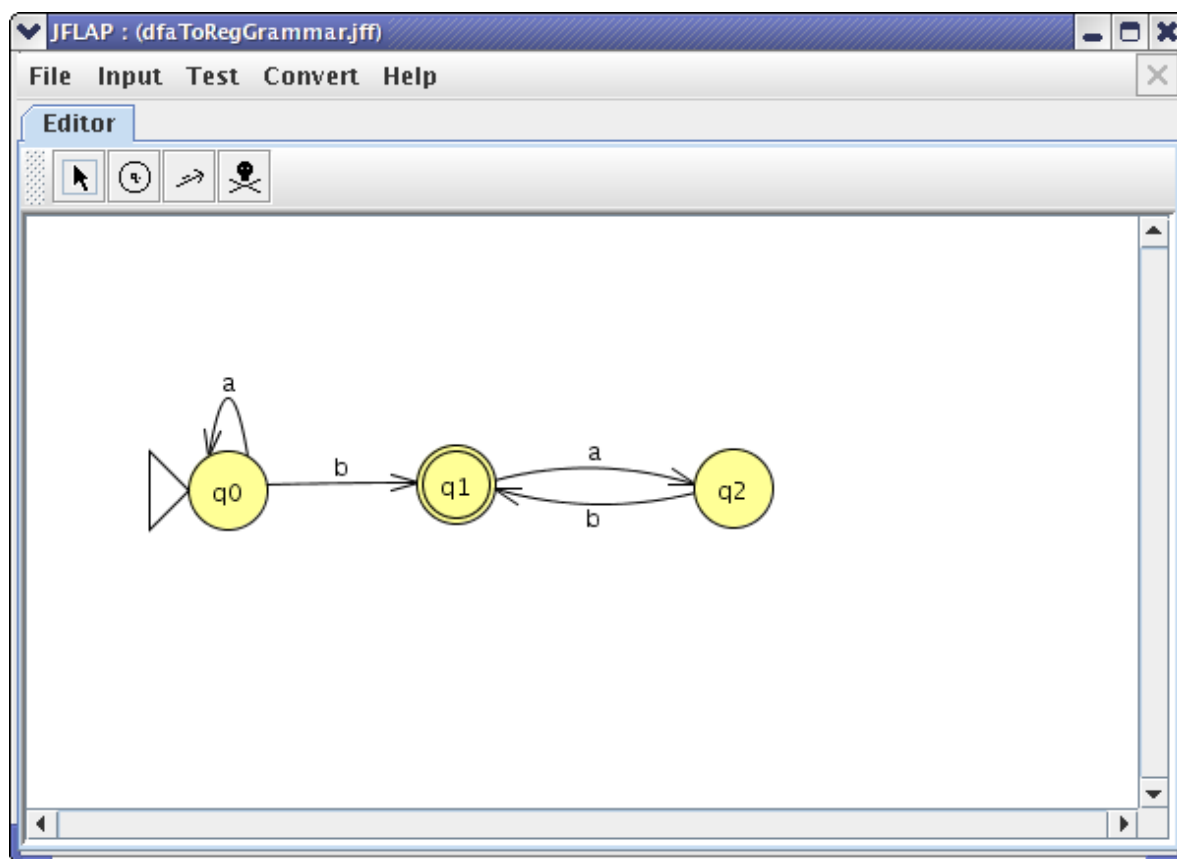 JFLAP : (dfaToRegGrammar.jff)
File Input Test Convert Help
Editor
q
a
b
a
q0
q1
q2
b